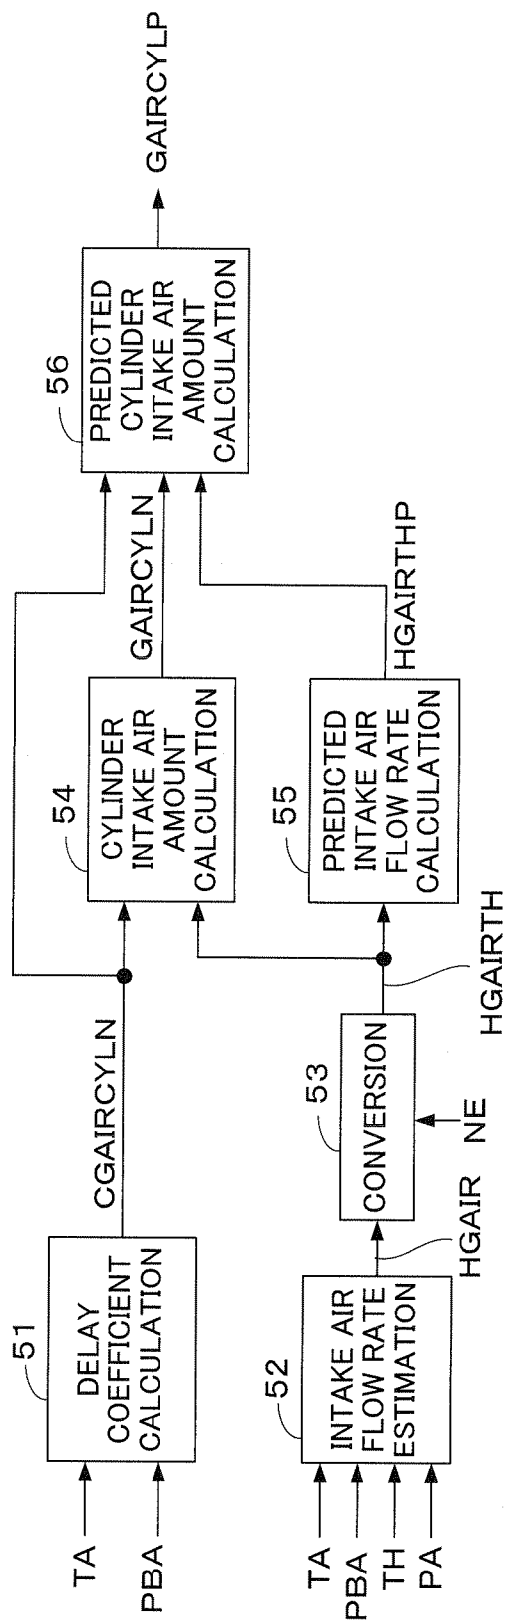 51
DELAY
COEFFICIENT
CALCULATION
TA
PBA
CGAIRCYLN
54
CYLINDER
INTAKE AIR
AMOUNT
CALCULATION
GAIRCYLN
56
PREDICTED
CYLINDER
INTAKE AIR
AMOUNT
CALCULATION
GAIRCYLP
52
INTAKE AIR
FLOW RATE
ESTIMATION
TA
PBA
TH
PA
HGAIR
53
CONVERSION
NE
HGAIRTH
55
PREDICTED
INTAKE AIR
FLOW RATE
CALCULATION
HGAIRTHP